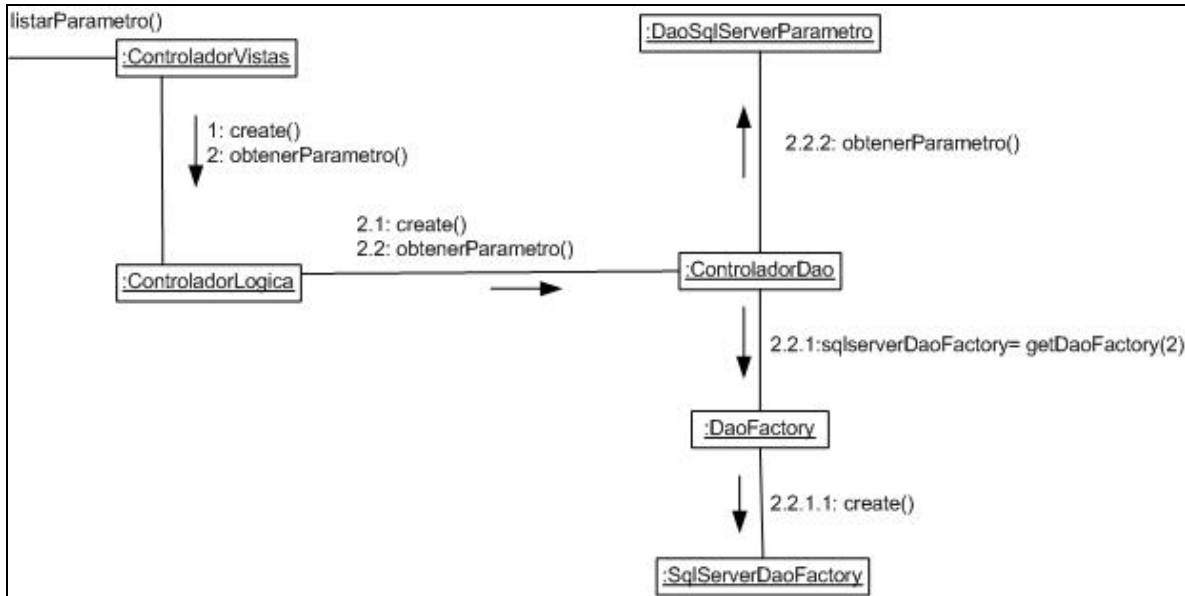 listarParametro()
:ControladorVistas
:DaoSqlServerParametro
1: create()
2: obtenerParametro()
2.2.2: obtenerParametro()
2.1: create()
2.2: obtenerParametro()
:ControladorLogica
:ControladorDao
2.2.1:sqlserverDaoFactory= getDaoFactory(2)
:DaoFactory
2.2.1.1: create()
:SqlServerDaoFactory